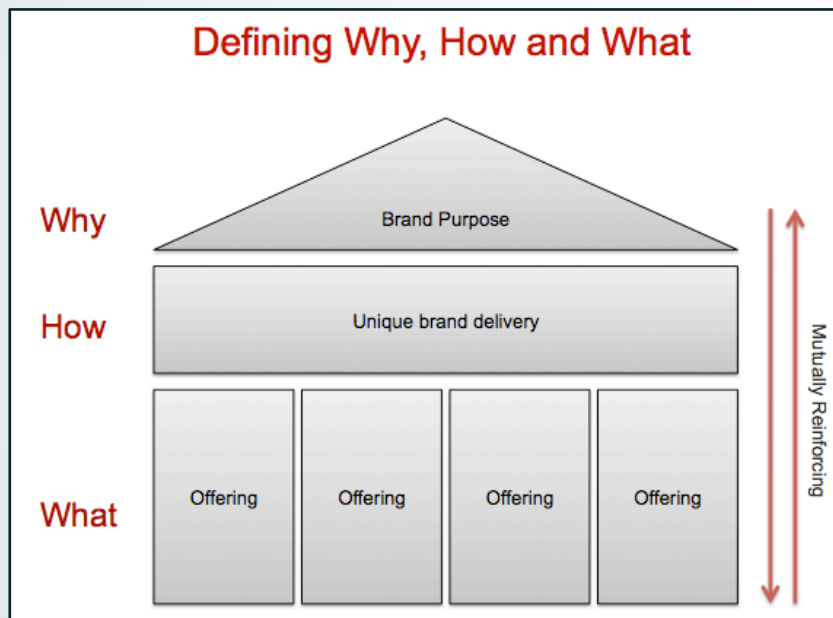 Defining Why, How and What
Why
Brand Purpose
How
Unique brand delivery
What
Offering
Offering
Offering
Offering
Mutually Reinforcing